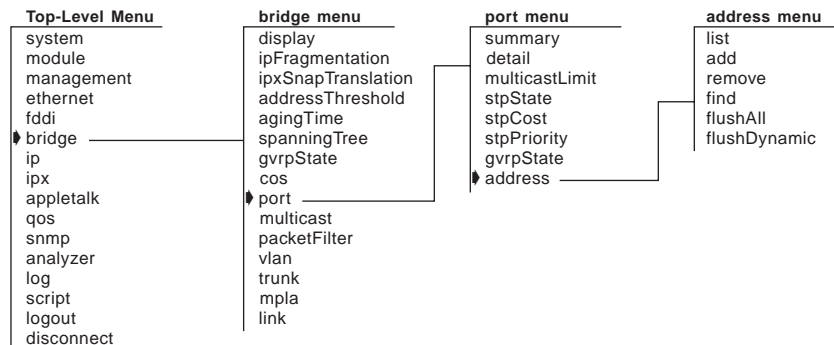 Top-Level Menu
system
module
management
ethernet
fddi
bridge
ip
ipx
appletalk
qos
snmp
analyzer
log
script
logout
disconnect
bridge menu
display
ipFragmentation
ipxSnapTranslation
addressThreshold
agingTime
spanningTree
gvrpState
cos
port
multicast
packetFilter
vlan
trunk
mpla
link
port menu
summary
detail
multicastLimit
stpState
stpCost
stpPriority
gvrpState
address
address menu
list
add
remove
find
flushAll
flushDynamic